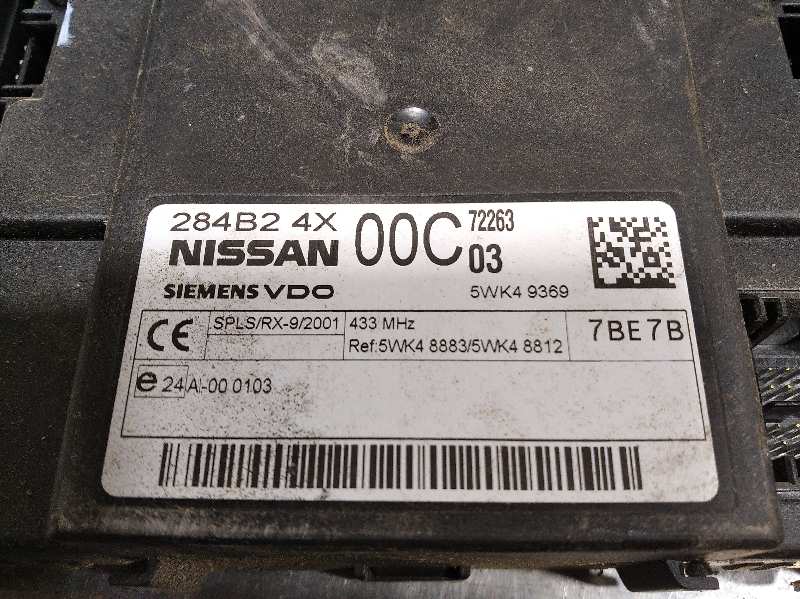 284B2 4X 00C 72263
NISSAN 03
SIEMENS VDO 5WK4 9369
CE SPLS/RX-9/2001 433 MHz 7BE7B
Ref:5WK4 8883/5WK4 8812
e 24 A-00 0103